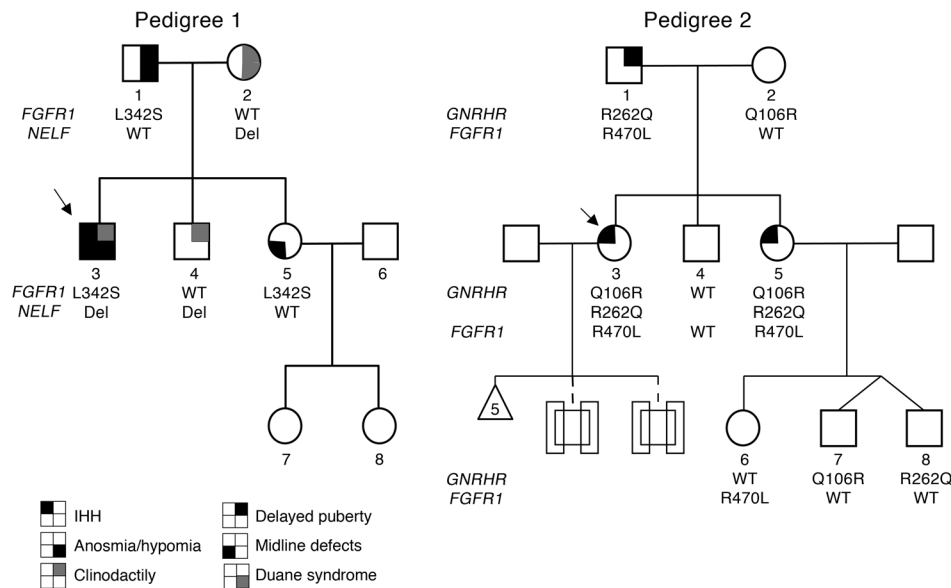 Pedigree 1
1 2
FGFR1 L342S WT
NELF WT Del
3 4 5 6
FGFR1 L342S WT L342S
NELF Del Del WT
7 8
IHH
Anosmia/hypomia
Clinodactily
Delayed puberty
Midline defects
Duane syndrome
Pedigree 2
1 2
GNRHR R262Q Q106R
FGFR1 R470L WT
3 4 5
GNRHR Q106R WT Q106R
R262Q R262Q
FGFR1 R470L WT R470L
5
6 7 8
GNRHR WT Q106R R262Q
FGFR1 R470L WT WT